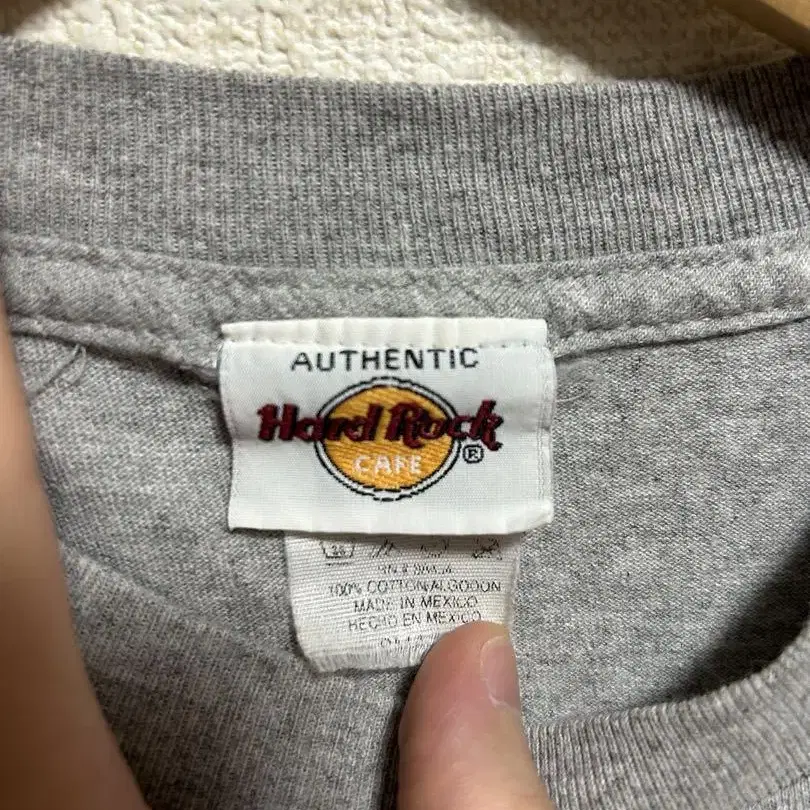 AUTHENTIC
Hard Rock
CAFE
®
100% COTTON/ALGODON
MADE IN MEXICO
HECHO EN MEXICO